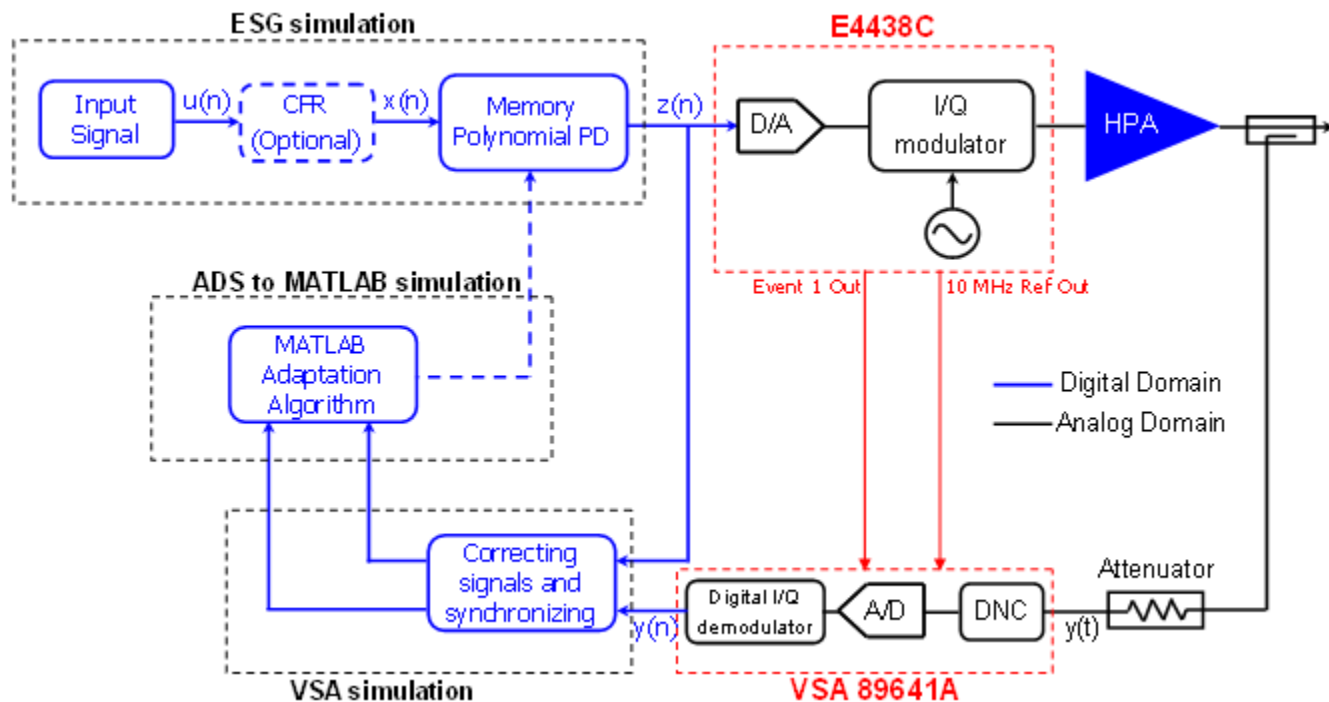 ESG simulation
E4438C
Input
Signal
u(n)
CFR
(Optional)
x(n)
Memory
Polynomial PD
z(n)
D/A
I/Q
modulator
HPA
ADS to MATLAB simulation
Event 1 Out
10 MHz Ref Out
MATLAB
Adaptation
Algorithm
Digital Domain
Analog Domain
Correcting
signals and
synchronizing
y(n)
Digital I/Q
demodulator
A/D
DNC
y(t)
Attenuator
VSA simulation
VSA 89641A